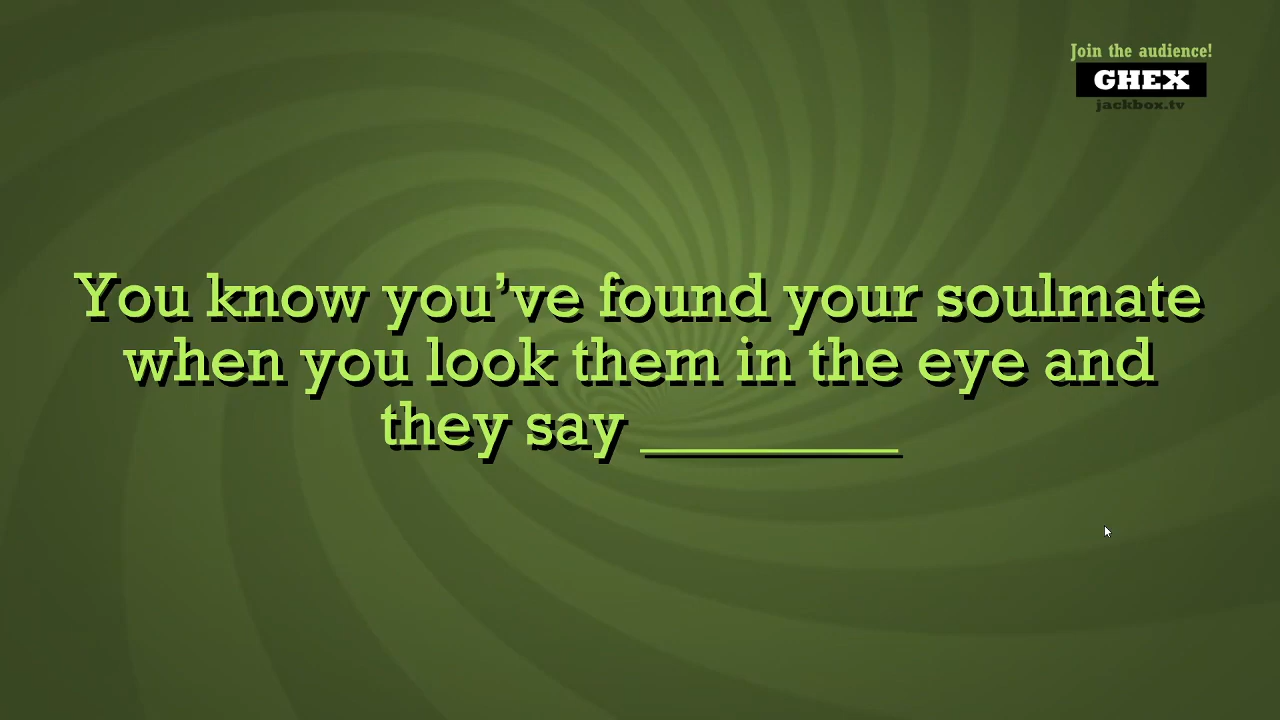 Join the audience!
GHEX
jackbox.tv
You know you’ve found your soulmate
when you look them in the eye and
they say ________